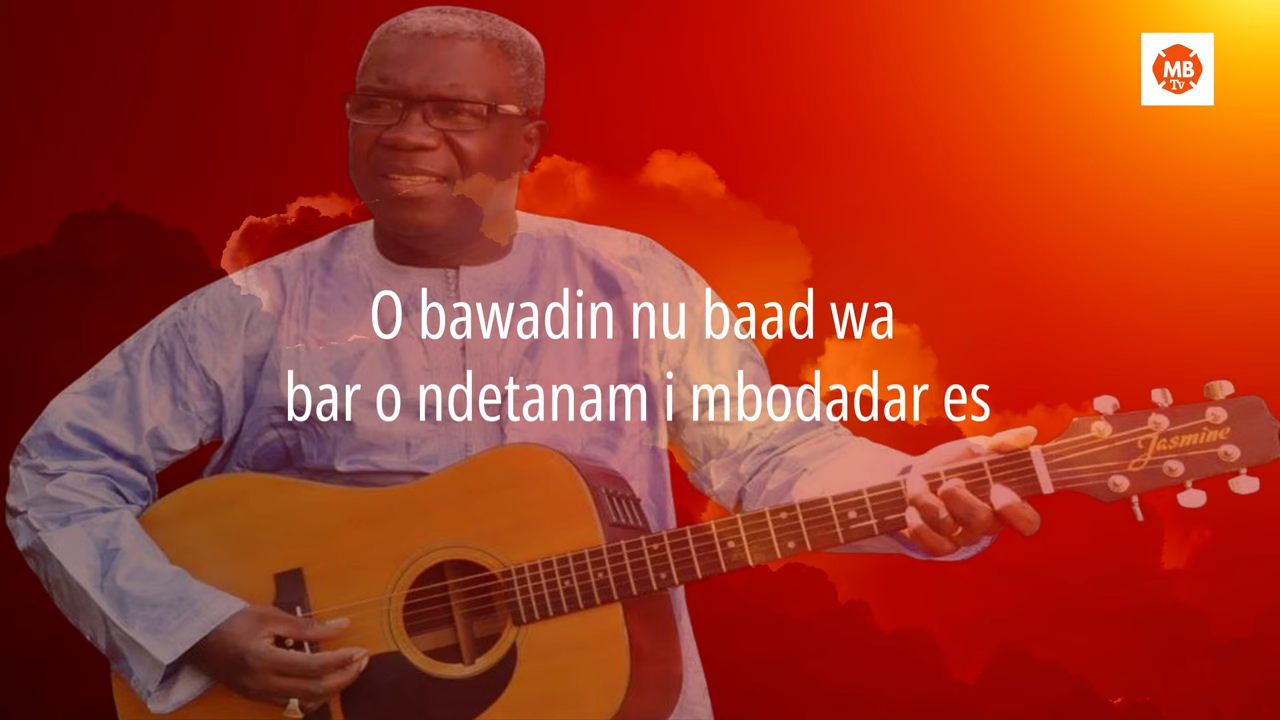 MB
Tv
O bawadin nu baad wa
bar o ndetanam i mbodadar es
Jasmine